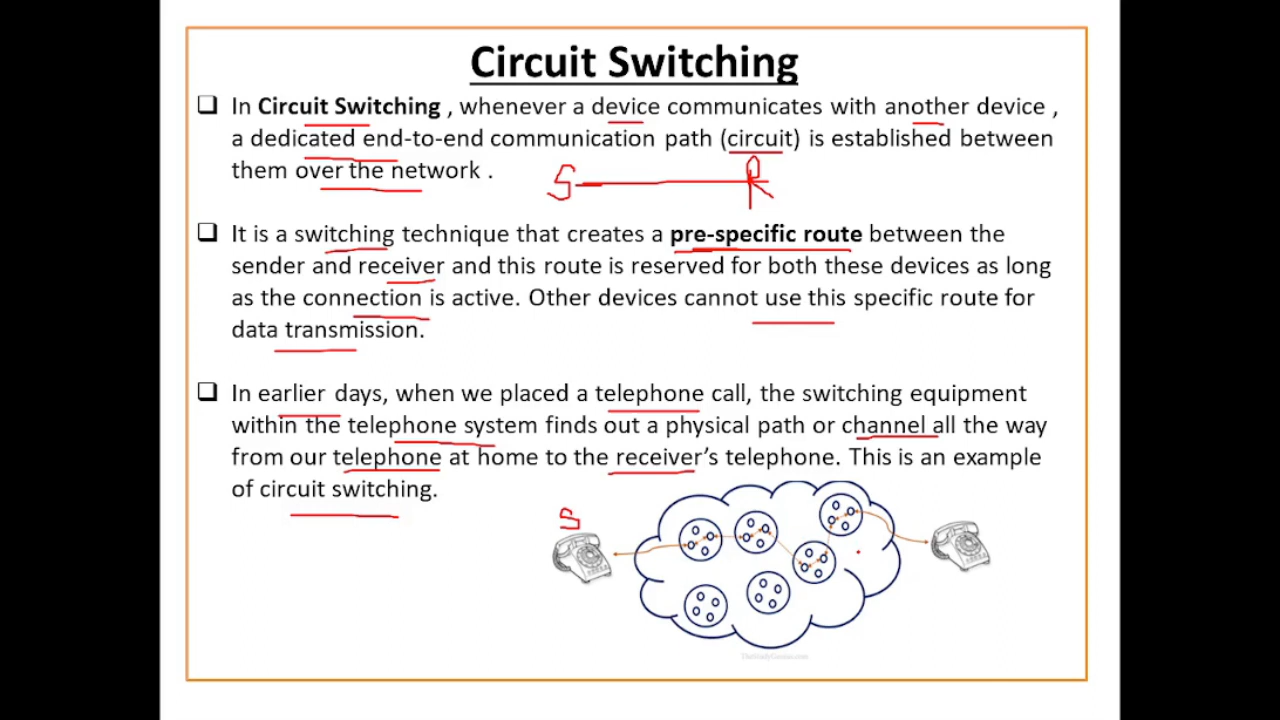 Circuit Switching
❑ In Circuit Switching , whenever a device communicates with another device ,
a dedicated end-to-end communication path (circuit) is established between
them over the network .
S R
❑ It is a switching technique that creates a pre-specific route between the
sender and receiver and this route is reserved for both these devices as long
as the connection is active. Other devices cannot use this specific route for
data transmission.
❑ In earlier days, when we placed a telephone call, the switching equipment
within the telephone system finds out a physical path or channel all the way
from our telephone at home to the receiver’s telephone. This is an example
of circuit switching.
S